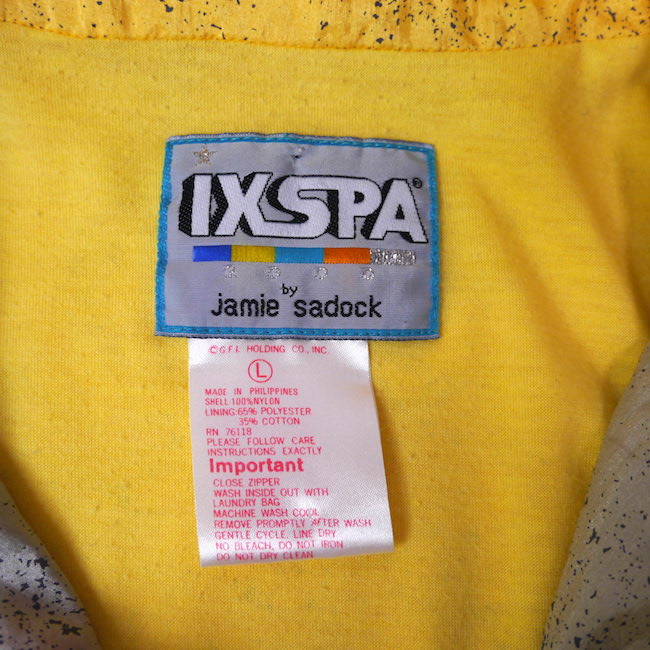 IXSPA®
by
jamie sadock
©G.F.I. HOLDING CO., INC.
L
MADE IN PHILIPPINES
SHELL:100%NYLON
LINING:65% POLYESTER
35% COTTON
RN 76118
PLEASE FOLLOW CARE
INSTRUCTIONS EXACTLY
Important
CLOSE ZIPPER
WASH INSIDE OUT WITH
LAUNDRY BAG
MACHINE WASH COOL
REMOVE PROMPTLY AFTER WASH
GENTLE CYCLE. LINE DRY
NO BLEACH, DO NOT IRON
DO NOT DRY CLEAN